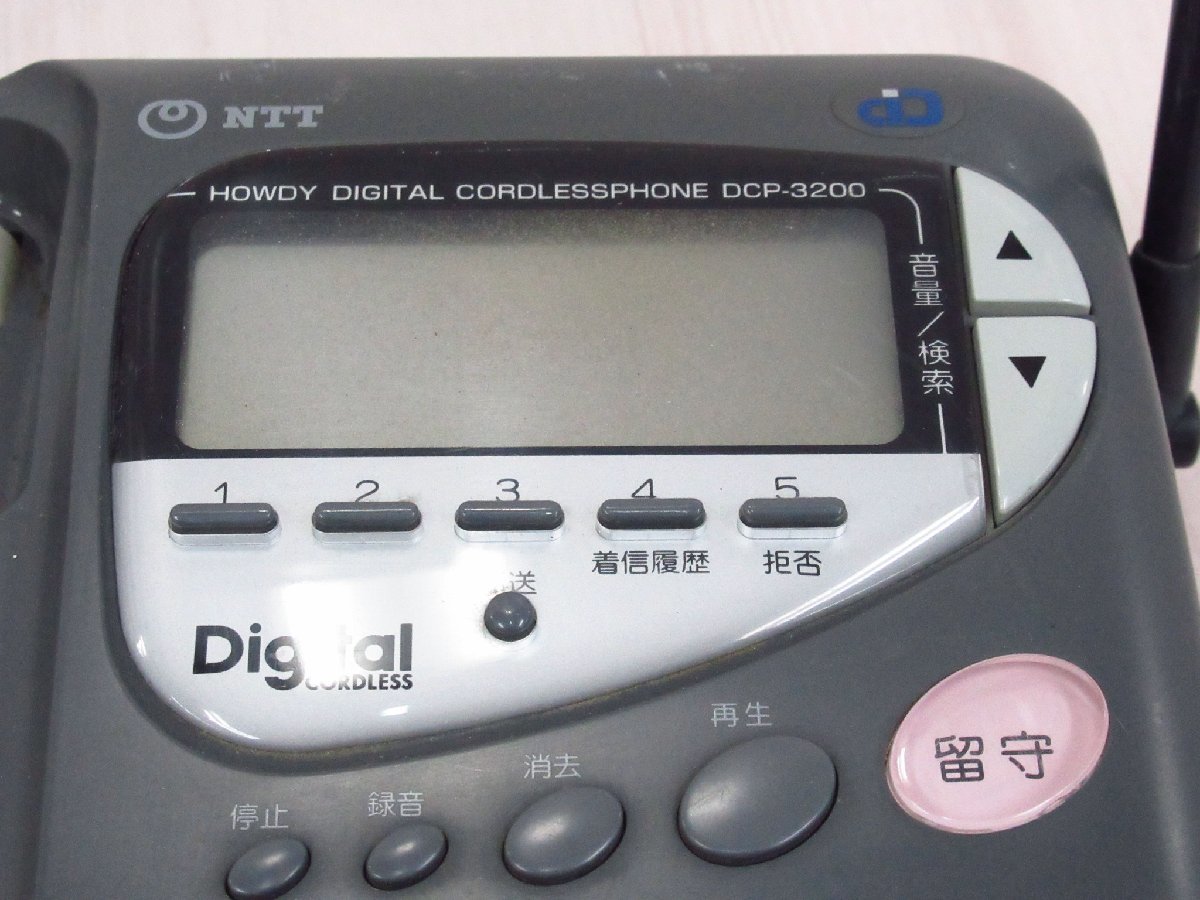 NTT
HOWDY DIGITAL CORDLESSPHONE DCP-3200
音量/検索
▲
▼
1 2 3 4 5
着信履歴 拒否
Digital
CORDLESS
再生
留守
消去
録音
停止